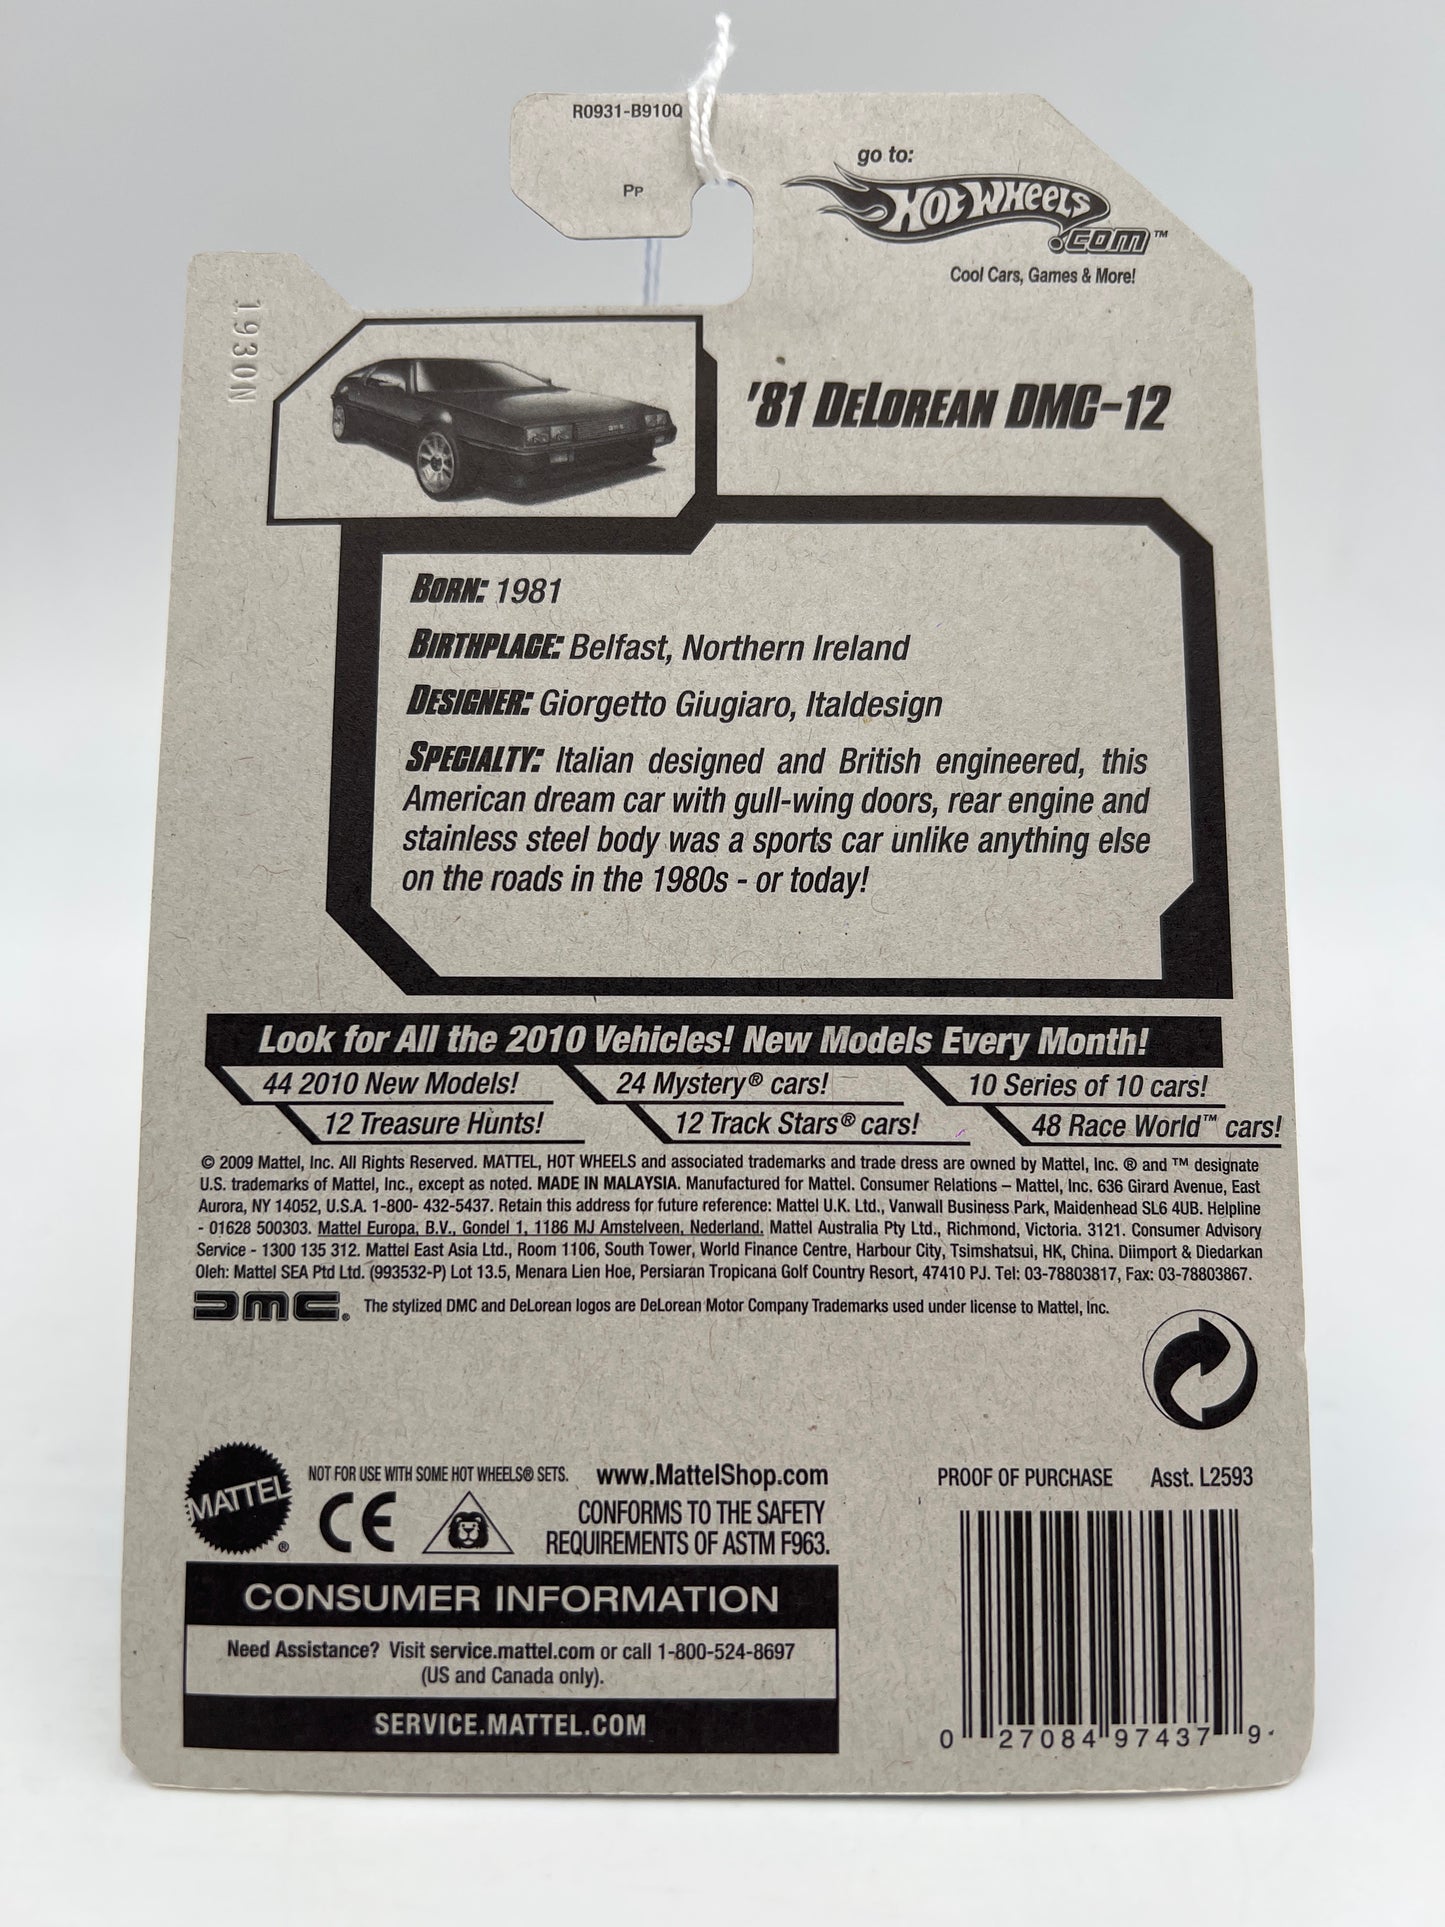 R0931-B910Q
PP
go to:
HOT WHEELS
.COM™
Cool Cars, Games & More!
1930N
'81 DELOREAN DMC-12
BORN: 1981
BIRTHPLACE: Belfast, Northern Ireland
DESIGNER: Giorgetto Giugiaro, Italdesign
SPECIALTY: Italian designed and British engineered, this
American dream car with gull-wing doors, rear engine and
stainless steel body was a sports car unlike anything else
on the roads in the 1980s - or today!
Look for All the 2010 Vehicles! New Models Every Month!
44 2010 New Models! 24 Mystery® cars! 10 Series of 10 cars!
12 Treasure Hunts! 12 Track Stars® cars! 48 Race World™ cars!
© 2009 Mattel, Inc. All Rights Reserved. MATTEL, HOT WHEELS and associated trademarks and trade dress are owned by Mattel, Inc. ® and ™ designate
U.S. trademarks of Mattel, Inc., except as noted. MADE IN MALAYSIA. Manufactured for Mattel. Consumer Relations – Mattel, Inc. 636 Girard Avenue, East
Aurora, NY 14052, U.S.A. 1-800- 432-5437. Retain this address for future reference: Mattel U.K. Ltd., Vanwall Business Park, Maidenhead SL6 4UB. Helpline
- 01628 500303. Mattel Europa, B.V., Gondel 1, 1186 MJ Amstelveen, Nederland. Mattel Australia Pty Ltd., Richmond, Victoria. 3121. Consumer Advisory
Service - 1300 135 312. Mattel East Asia Ltd., Room 1106, South Tower, World Finance Centre, Harbour City, Tsimshatsui, HK, China. Diimport & Diedarkan
Oleh: Mattel SEA Ptd Ltd. (993532-P) Lot 13.5, Menara Lien Hoe, Persiaran Tropicana Golf Country Resort, 47410 PJ. Tel: 03-78803817, Fax: 03-78803867.
DMC® The stylized DMC and DeLorean logos are DeLorean Motor Company Trademarks used under license to Mattel, Inc.
MATTEL®
NOT FOR USE WITH SOME HOT WHEELS® SETS. www.MattelShop.com
CE
CONFORMS TO THE SAFETY
REQUIREMENTS OF ASTM F963.
PROOF OF PURCHASE Asst. L2593
CONSUMER INFORMATION
Need Assistance? Visit service.mattel.com or call 1-800-524-8697
(US and Canada only).
SERVICE.MATTEL.COM
0 27084 97437 9